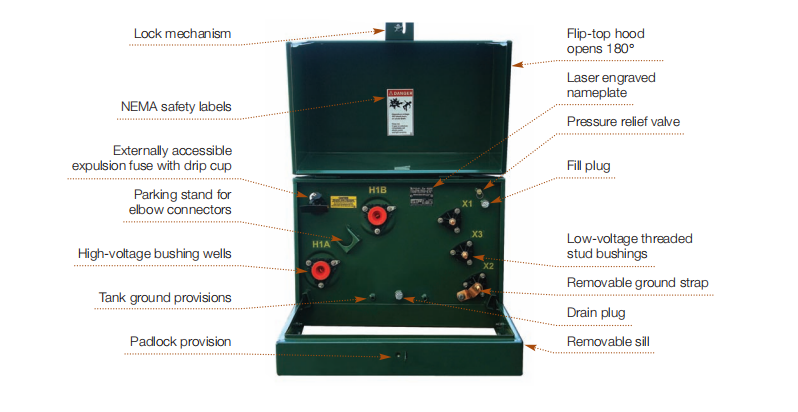 Lock mechanism
NEMA safety labels
Externally accessible
expulsion fuse with drip cup
Parking stand for
elbow connectors
High-voltage bushing wells
Tank ground provisions
Padlock provision
DANGER
H1B
H1A
X1
X3
X2
Flip-top hood
opens 180°
Laser engraved
nameplate
Pressure relief valve
Fill plug
Low-voltage threaded
stud bushings
Removable ground strap
Drain plug
Removable sill